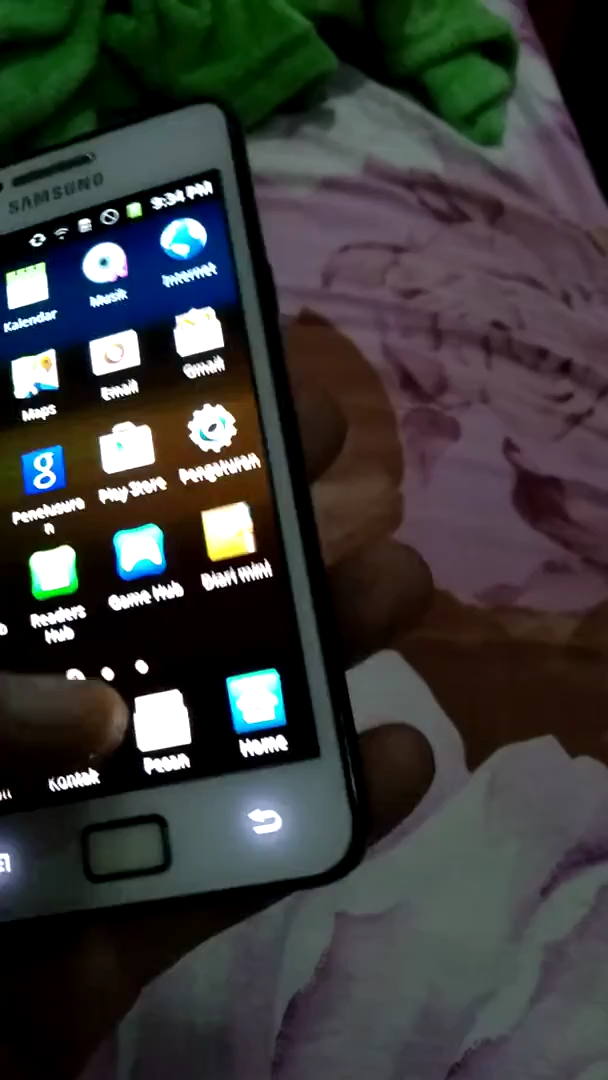 SAMSUNG
9:34 PM
Kalendar
Musik
Internet
Maps
Email
Gmail
Penelusura
n
Play Store
Pengaturan
Readers
Hub
Game Hub
Diari mini
Kontak
Pesan
Home